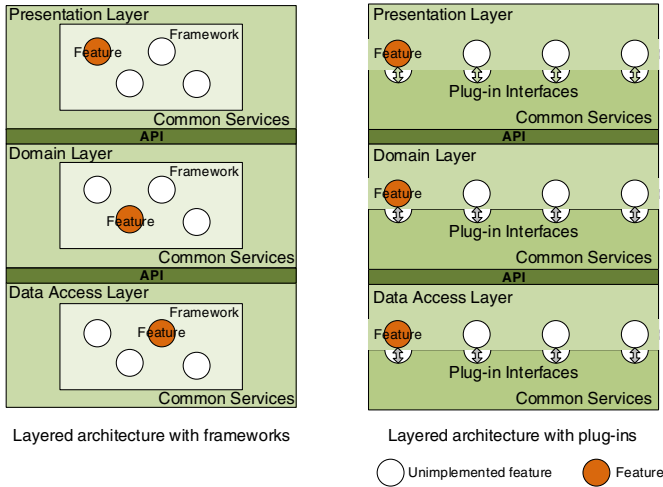 Presentation Layer
Framework
Feature
Common Services
API
Domain Layer
Framework
Feature
Common Services
API
Data Access Layer
Framework
Feature
Common Services
Layered architecture with frameworks
Presentation Layer
Feature
Plug-in Interfaces
Common Services
API
Domain Layer
Feature
Plug-in Interfaces
Common Services
API
Data Access Layer
Feature
Plug-in Interfaces
Common Services
Layered architecture with plug-ins
Unimplemented feature
Feature